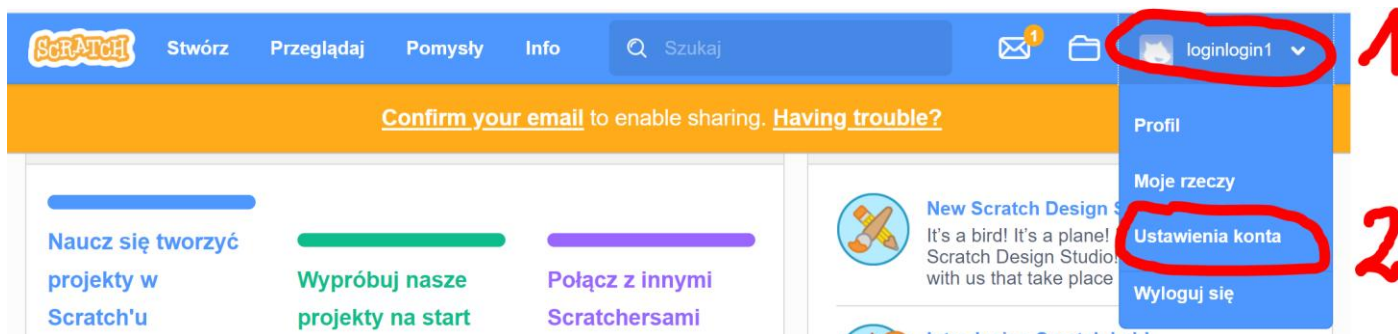 SCRATCH Stwórz Przeglądaj Pomysły Info Szukaj 1 loginlogin1 1
Confirm your email to enable sharing. Having trouble?
Profil
Moje rzeczy
Ustawienia konta 2
Wyloguj się
Naucz się tworzyć
projekty w
Scratch'u
Wypróbuj nasze
projekty na start
Połącz z innymi
Scratchersami
New Scratch Design
It's a bird! It's a plane!
Scratch Design Studio!
with us that take place